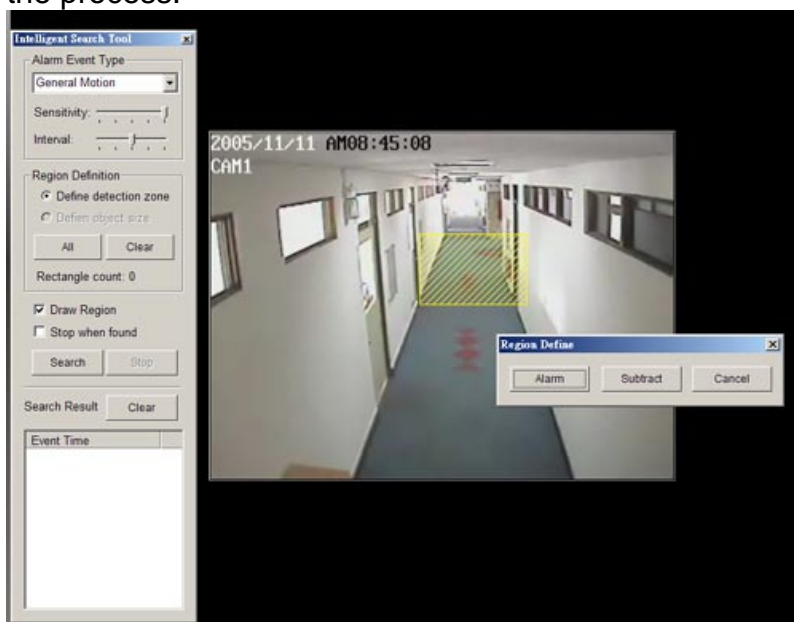 the process.
Intelligent Search Tool
Alarm Event Type
General Motion
Sensitivity:
Interval:
Region Definition
Define detection zone
Defien object size
All Clear
Rectangle count: 0
Draw Region
Stop when found
Search Stop
Search Result Clear
Event Time
2005/11/11 AM08:45:08
CAM1
Region Define
Alarm Subtract Cancel